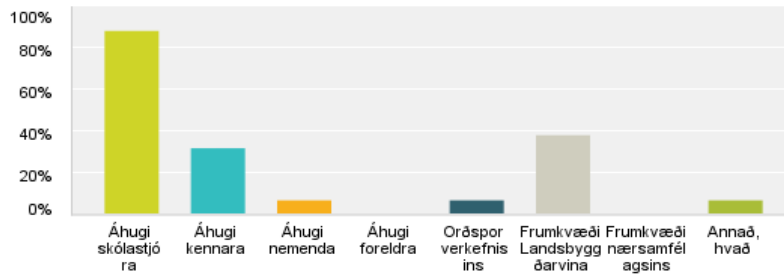 100%
80%
60%
40%
20%
0%
Áhugi
skólastjó
ra
Áhugi
kennara
Áhugi
nemenda
Áhugi
foreldra
Orðspor
verkefnis
ins
Frumkvæði
Landsbygg
ðarvina
Frumkvæði
nærsamfél
agsins
Annað,
hvað